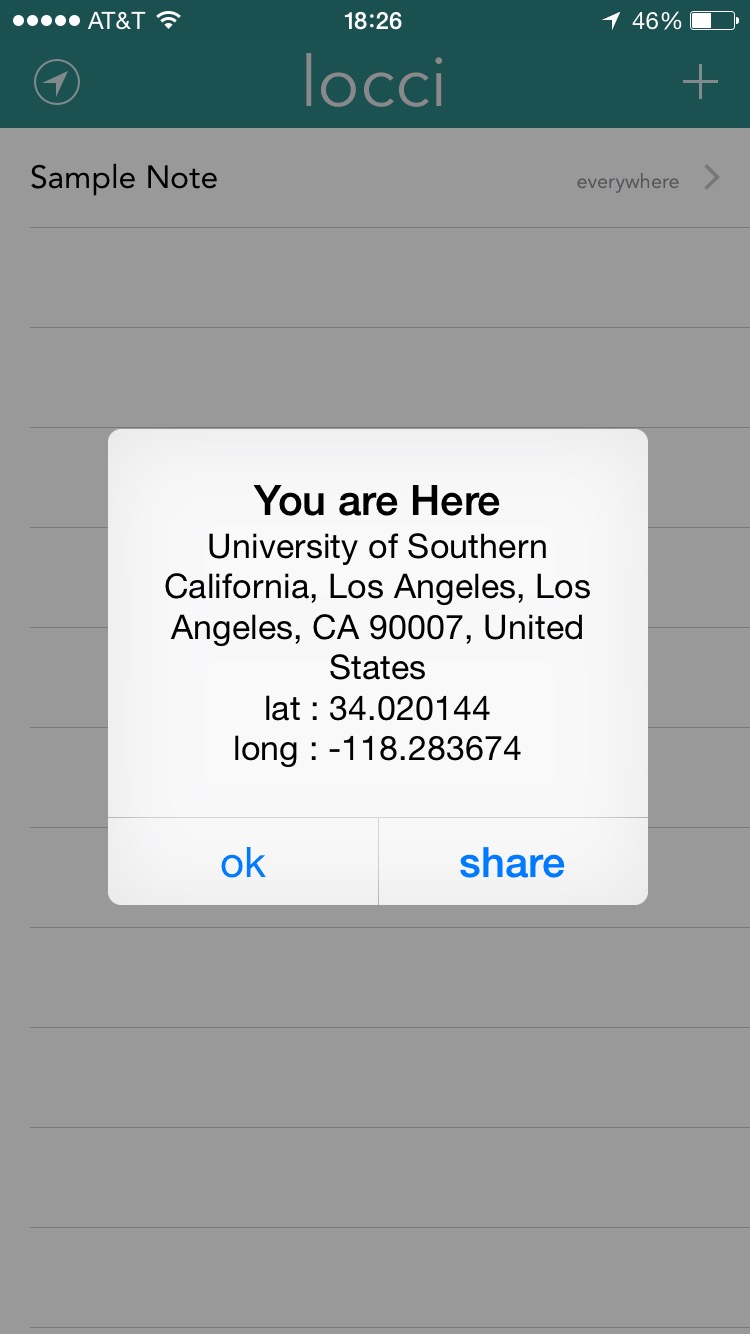 AT&T 18:26 46%
locci
Sample Note everywhere
You are Here
University of Southern
California, Los Angeles, Los
Angeles, CA 90007, United
States
lat : 34.020144
long : -118.283674
ok share